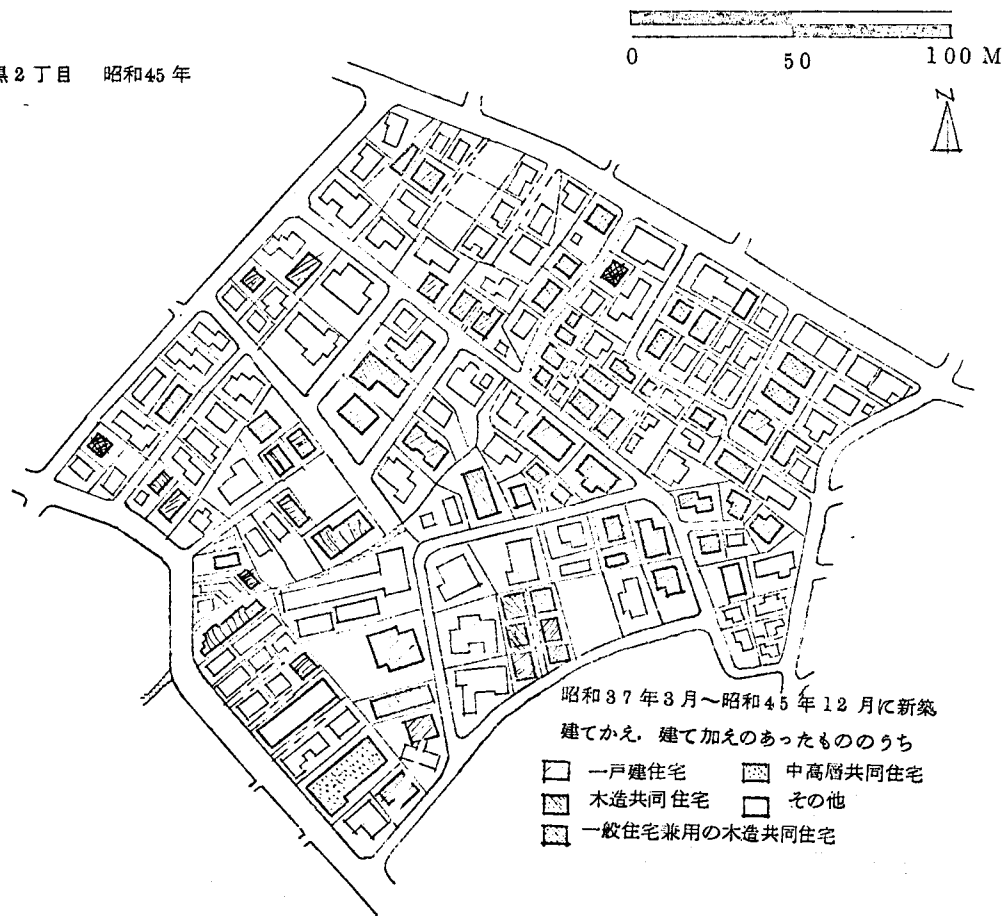 0 50 100 M
N
2丁目 昭和45年
昭和37年3月〜昭和45年12月に新築
建てかえ．建て加えのあったもののうち
一戸建住宅 中高層共同住宅
木造共同住宅 その他
一般住宅兼用の木造共同住宅